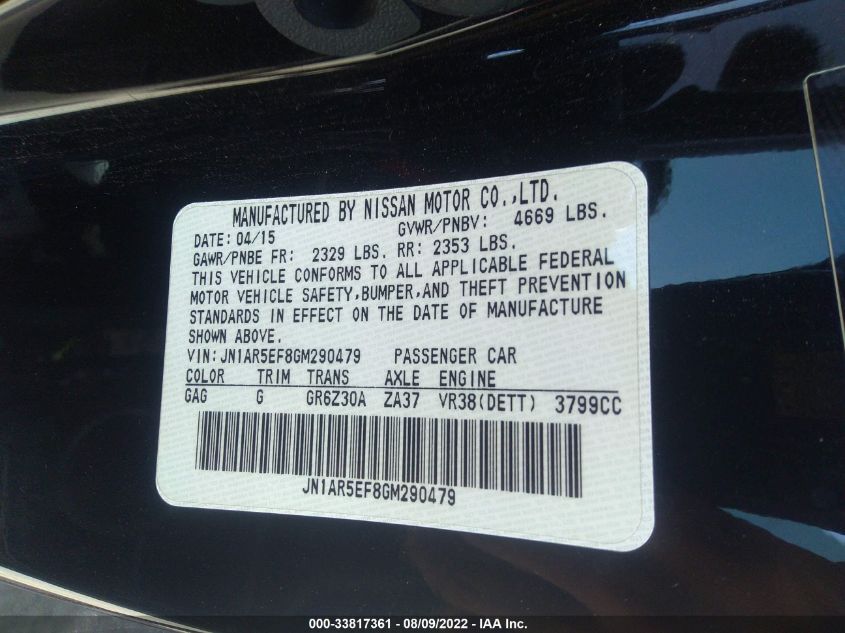 MANUFACTURED BY NISSAN MOTOR CO.,LTD.
DATE: 04/15 GVWR/PNBV: 4669 LBS.
GAWR/PNBE FR: 2329 LBS. RR: 2353 LBS.
THIS VEHICLE CONFORMS TO ALL APPLICABLE FEDERAL
MOTOR VEHICLE SAFETY,BUMPER,AND THEFT PREVENTION
STANDARDS IN EFFECT ON THE DATE OF MANUFACTURE
SHOWN ABOVE.
VIN:JN1AR5EF8GM290479 PASSENGER CAR
COLOR TRIM TRANS AXLE ENGINE
GAG G GR6Z30A ZA37 VR38(DETT) 3799CC
JN1AR5EF8GM290479
000-33817361 - 08/09/2022 - IAA Inc.